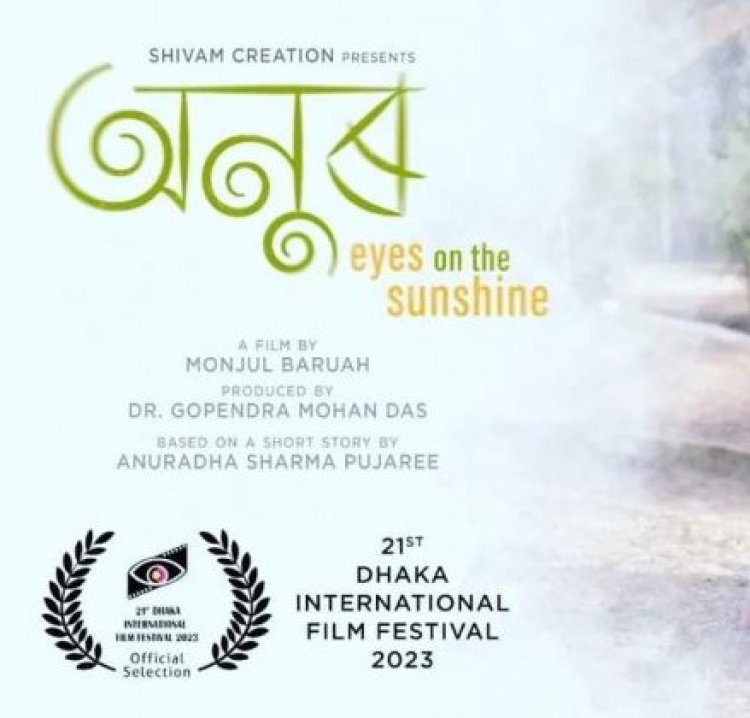 SHIVAM CREATION PRESENTS
অনুৰ
eyes on the
sunshine
A FILM BY
MONJUL BARUAH
PRODUCED BY
DR. GOPENDRA MOHAN DAS
BASED ON A SHORT STORY BY
ANURADHA SHARMA PUJAREE
21ST DHAKA
INTERNATIONAL
FILM FESTIVAL 2023
Official
Selection
21ST
DHAKA
INTERNATIONAL
FILM FESTIVAL
2023